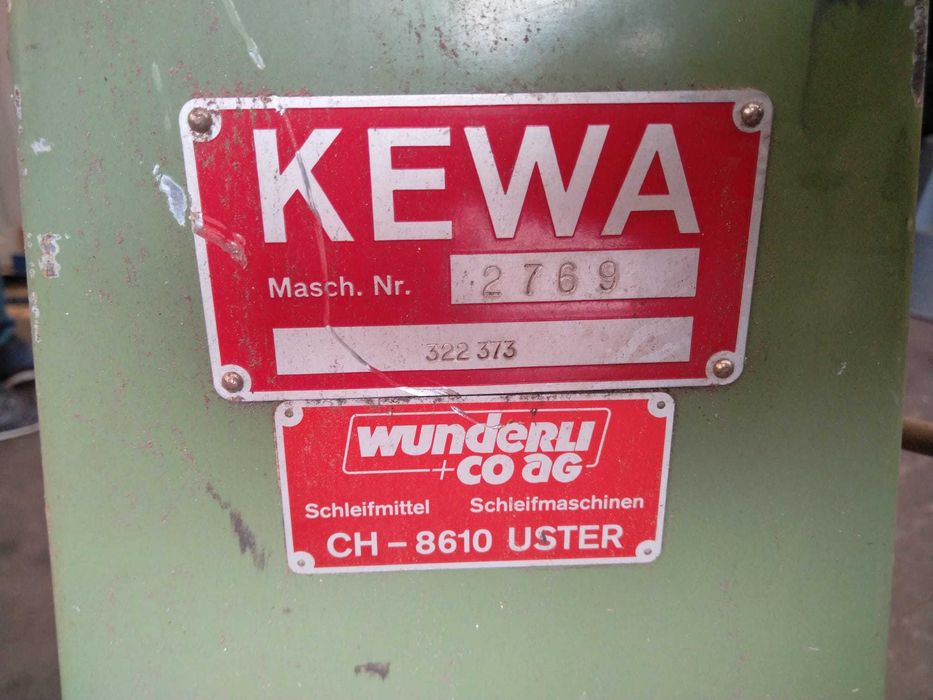 KEWA
Masch. Nr. 2769
322 373
WUNDERLI
+ CO AG
Schleifmittel Schleifmaschinen
CH – 8610 USTER